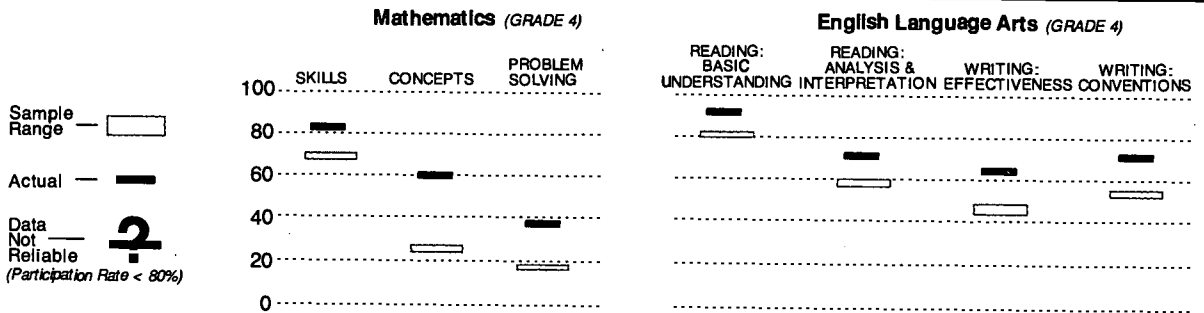 Mathematics (GRADE 4)
SKILLS
CONCEPTS
PROBLEM
SOLVING
100
80
60
40
20
0
Sample
Range
Actual
Data
Not
Reliable
?
(Participation Rate < 80%)
English Language Arts (GRADE 4)
READING:
BASIC
UNDERSTANDING
READING:
ANALYSIS &
INTERPRETATION
WRITING:
EFFECTIVENESS
WRITING:
CONVENTIONS